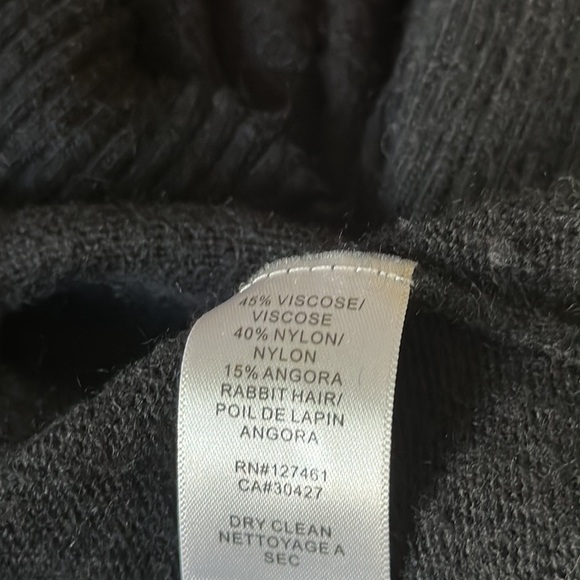 45% VISCOSE/
VISCOSE
40% NYLON/
NYLON
15% ANGORA
RABBIT HAIR/
POIL DE LAPIN
ANGORA
RN#127461
CA#30427
DRY CLEAN
NETTOYAGE A
SEC